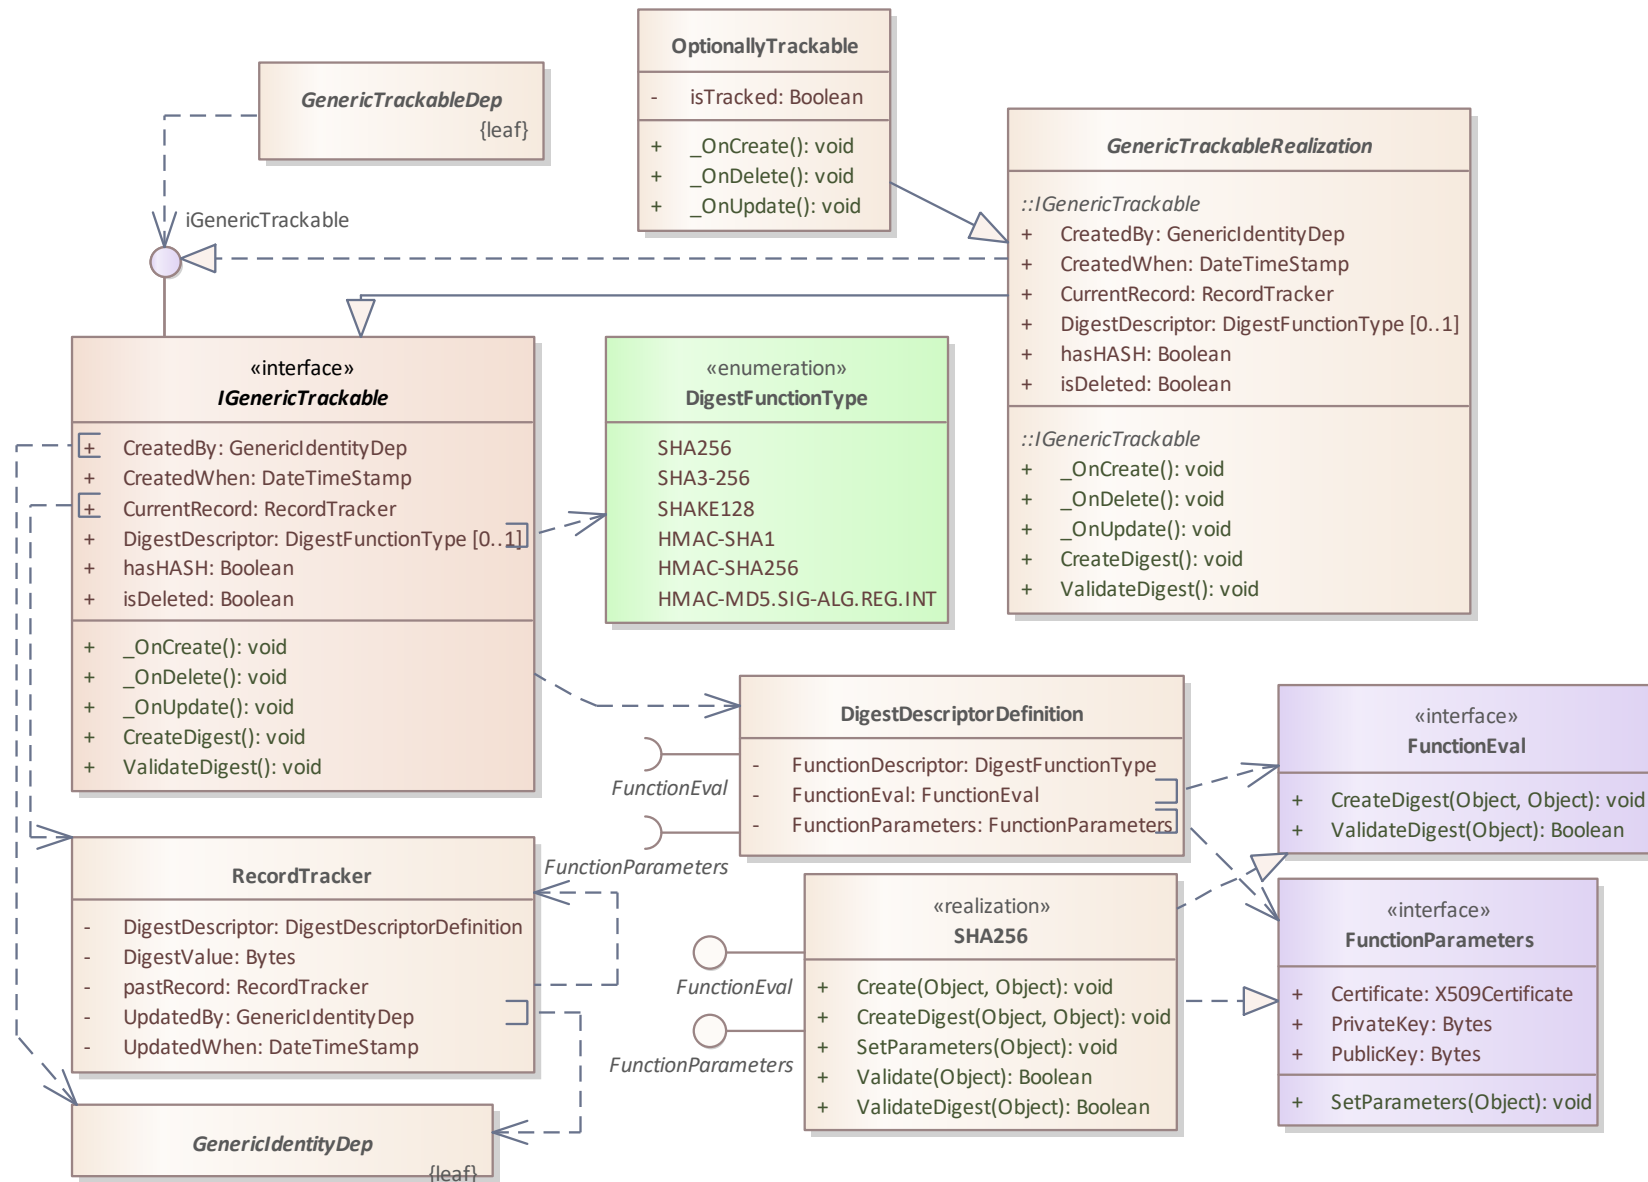 OptionallyTrackable
- isTracked: Boolean
+ _OnCreate(): void
+ _OnDelete(): void
+ _OnUpdate(): void
GenericTrackableDep
{leaf}
iGenericTrackable
GenericTrackableRealization
::IGenericTrackable
+ CreatedBy: GenericIdentityDep
+ CreatedWhen: DateTimeStamp
+ CurrentRecord: RecordTracker
+ DigestDescriptor: DigestFunctionType [0..1]
+ hasHASH: Boolean
+ isDeleted: Boolean
::IGenericTrackable
+ _OnCreate(): void
+ _OnDelete(): void
+ _OnUpdate(): void
+ CreateDigest(): void
+ ValidateDigest(): void
«interface»
IGenericTrackable
+ CreatedBy: GenericIdentityDep
+ CreatedWhen: DateTimeStamp
+ CurrentRecord: RecordTracker
+ DigestDescriptor: DigestFunctionType [0..1]
+ hasHASH: Boolean
+ isDeleted: Boolean
+ _OnCreate(): void
+ _OnDelete(): void
+ _OnUpdate(): void
+ CreateDigest(): void
+ ValidateDigest(): void
«enumeration»
DigestFunctionType
SHA256
SHA3-256
SHAKE128
HMAC-SHA1
HMAC-SHA256
HMAC-MD5.SIG-ALG.REG.INT
DigestDescriptorDefinition
- FunctionDescriptor: DigestFunctionType
- FunctionEval: FunctionEval
- FunctionParameters: FunctionParameters
FunctionEval
FunctionParameters
«interface»
FunctionEval
+ CreateDigest(Object, Object): void
+ ValidateDigest(Object): Boolean
RecordTracker
- DigestDescriptor: DigestDescriptorDefinition
- DigestValue: Bytes
- pastRecord: RecordTracker
- UpdatedBy: GenericIdentityDep
- UpdatedWhen: DateTimeStamp
«realization»
SHA256
+ Create(Object, Object): void
+ CreateDigest(Object, Object): void
+ SetParameters(Object): void
+ Validate(Object): Boolean
+ ValidateDigest(Object): Boolean
FunctionEval
FunctionParameters
«interface»
FunctionParameters
+ Certificate: X509Certificate
+ PrivateKey: Bytes
+ PublicKey: Bytes
+ SetParameters(Object): void
GenericIdentityDep
{leaf}